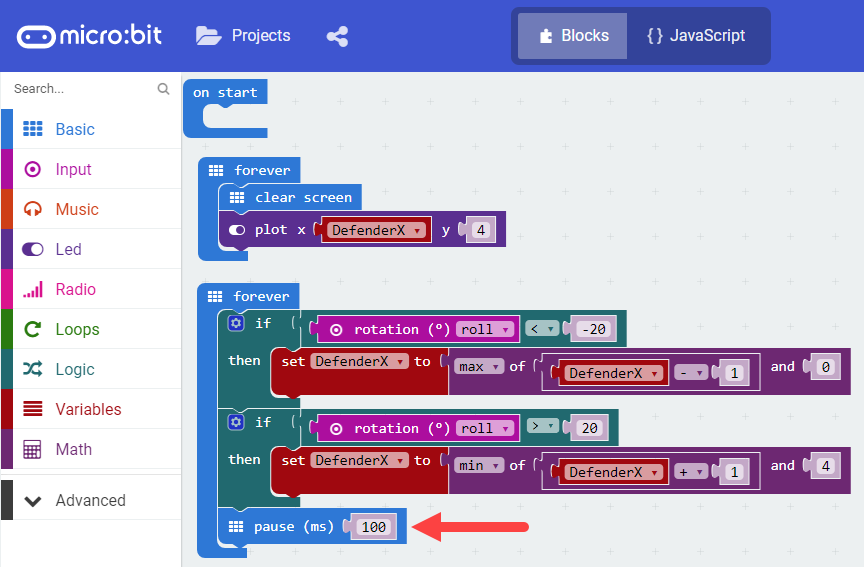 micro:bit Projects Blocks {} JavaScript
Search...
Basic
Input
Music
Led
Radio
Loops
Logic
Variables
Math
Advanced
on start
forever
clear screen
plot x DefenderX y 4
forever
if rotation (º) roll < -20
then set DefenderX to max of DefenderX - 1 and 0
if rotation (º) roll > 20
then set DefenderX to min of DefenderX + 1 and 4
pause (ms) 100